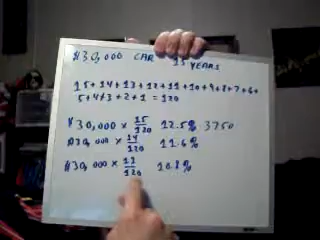 $30,000 CAR 15 YEARS
15+14+13+12+11+10+9+8+7+6+
5+4+3+2+1 = 120
$30,000 × 15/120 12.5% 3750
$30,000 × 14/120 11.6%
$30,000 × 13/120 10.8%